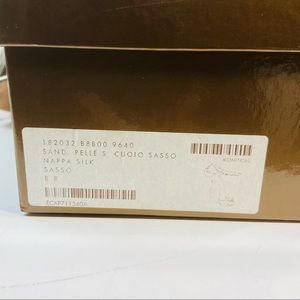 182032 B8B00 9640
SAND. PELLE S. CUOIO SASSO
NAPPA SILK
SASSO
8 B